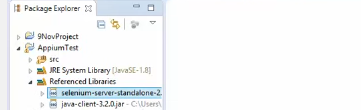 Package Explorer
9NovProject
AppiumTest
src
JRE System Library [JavaSE-1.8]
Referenced Libraries
selenium-server-standalone-2.
java-client-3.2.0.jar - C:\Users\